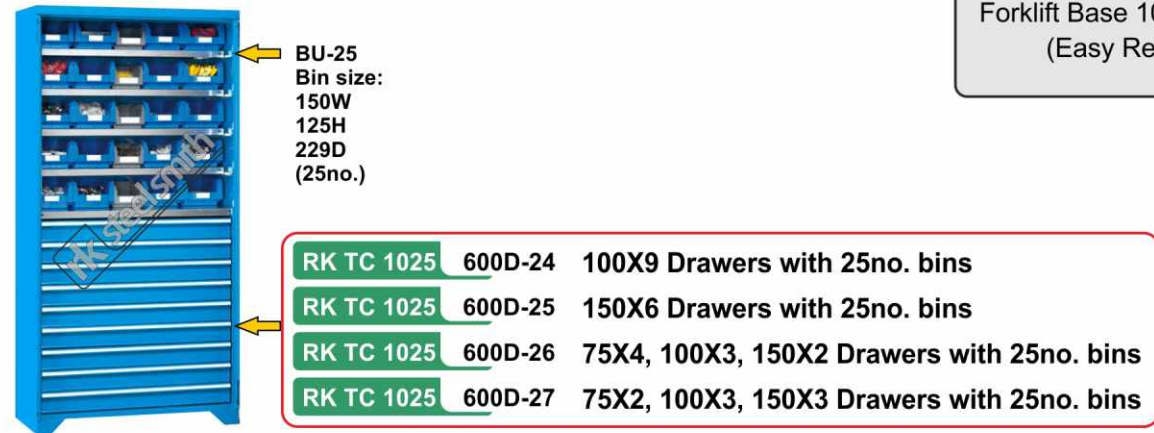 Forklift Base 10
(Easy Re
BU-25
Bin size:
150W
125H
229D
(25no.)
rk steelsmith
RK TC 1025 600D-24 100X9 Drawers with 25no. bins
RK TC 1025 600D-25 150X6 Drawers with 25no. bins
RK TC 1025 600D-26 75X4, 100X3, 150X2 Drawers with 25no. bins
RK TC 1025 600D-27 75X2, 100X3, 150X3 Drawers with 25no. bins